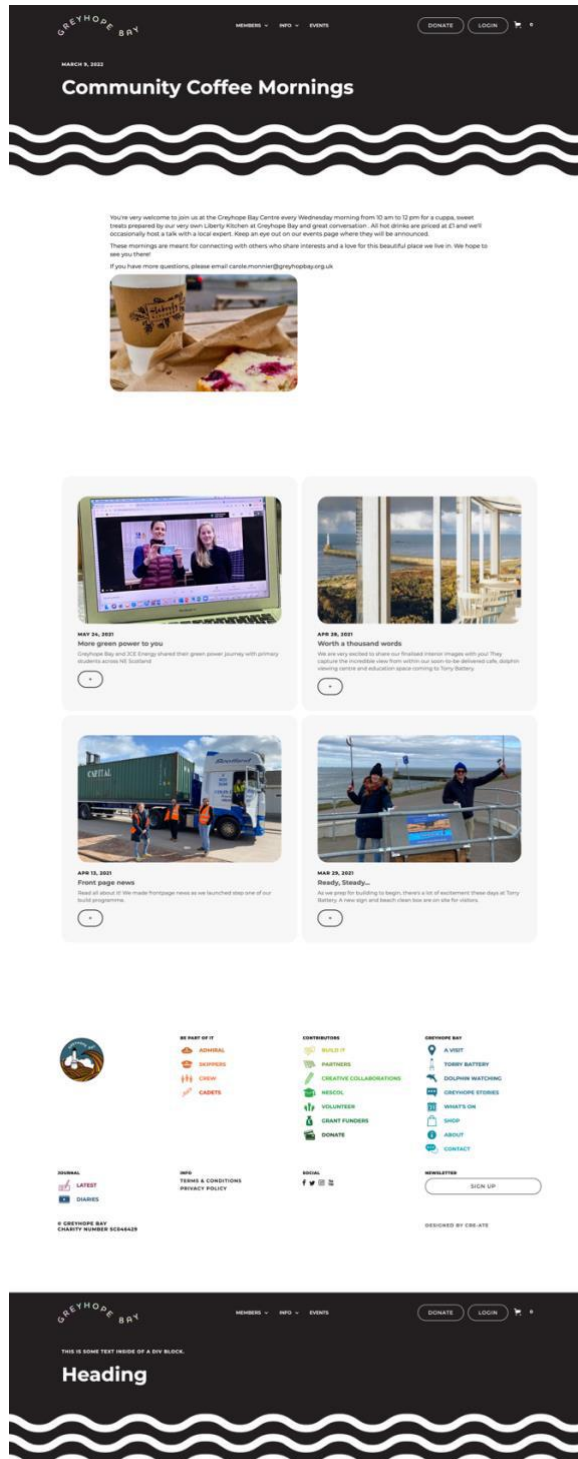 GREYHOPE BAY
MEMBERS INFO EVENTS
DONATE LOGIN 0
MARCH 9, 2022
Community Coffee Mornings
You're very welcome to join us at the Greyhope Bay Centre every Wednesday morning from 10 am to 12 pm for a cuppa, sweet
treats prepared by our very own Liberty Kitchen at Greyhope Bay and great conversation. All hot drinks are priced at £1 and we'll
occasionally host a talk with a local expert. Keep an eye out on our events page where they will be announced.
These mornings are meant for connecting with others who share interests and a love for this beautiful place we live in. We hope to
see you there!
If you have more questions, please email carole.monnier@greyhopebay.org.uk
MAY 24, 2021
More green power to you
Greyhope Bay and JCE Energy shared their green power journey with primary
students across NE Scotland
+
APR 28, 2021
Worth a thousand words
We are very excited to share our finalised interior images with you! They
capture the incredible view from within our soon-to-be delivered cafe, dolphin
viewing centre and education space coming to Torry Battery.
+
CAPITAL
Scotland
APR 13, 2021
Front page news
Read all about it! We made frontpage news as we launched step one of our
build programme.
+
MAR 29, 2021
Ready, Steady...
As we prep for building to begin, there's a lot of excitement these days at Torry
Battery. A new sign and beach clean box are on site for visitors.
+
BE PART OF IT
ADMIRAL
SKIPPERS
CREW
CADETS
CONTRIBUTORS
BUILD IT
PARTNERS
CREATIVE COLLABORATIONS
NESCOL
VOLUNTEER
GRANT FUNDERS
DONATE
GREYHOPE BAY
A VISIT
TORRY BATTERY
DOLPHIN WATCHING
GREYHOPE STORIES
WHAT'S ON
SHOP
ABOUT
CONTACT
JOURNAL
LATEST
DIARIES
INFO
TERMS & CONDITIONS
PRIVACY POLICY
SOCIAL
NEWSLETTER
SIGN UP
© GREYHOPE BAY
CHARITY NUMBER SC046429
DESIGNED BY CRE-ATE
GREYHOPE BAY
MEMBERS INFO EVENTS
DONATE LOGIN 0
THIS IS SOME TEXT INSIDE OF A DIV BLOCK.
Heading